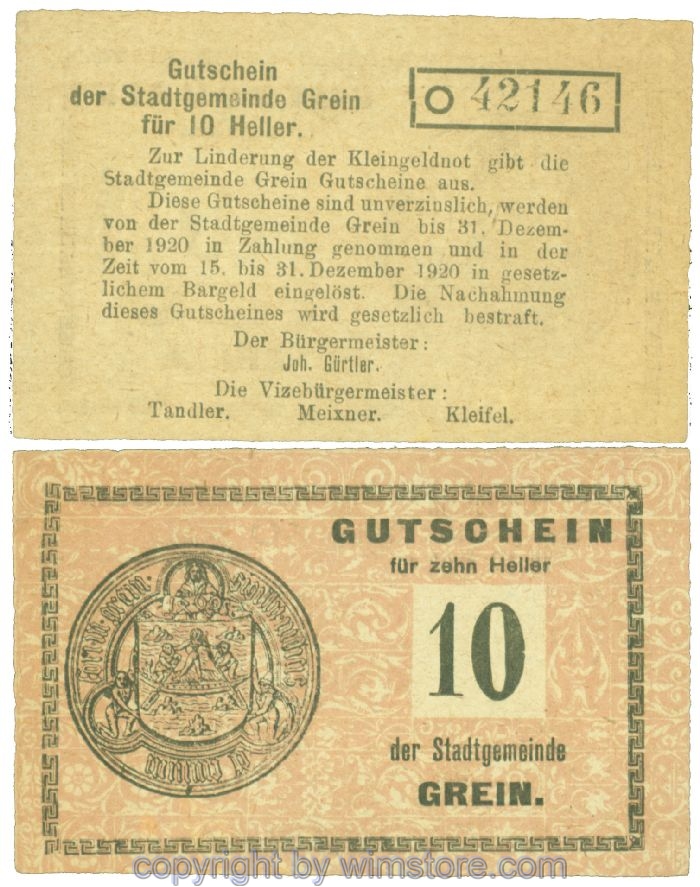 Gutschein
der Stadtgemeinde Grein
für 10 Heller.
O 42146
Zur Linderung der Kleingeldnot gibt die
Stadtgemeinde Grein Gutscheine aus.
Diese Gutscheine sind unverzinslich, werden
von der Stadtgemeinde Grein bis 31. Dezem-
ber 1920 in Zahlung genommen und in der
Zeit vom 15. bis 31. Dezember 1920 in gesetz-
lichem Bargeld eingelöst. Die Nachahmung
dieses Gutscheines wird gesetzlich bestraft.
Der Bürgermeister:
Joh. Gürtler.
Die Vizebürgermeister:
Tandler. Meixner. Kleifel.
GUTSCHEIN
für zehn Heller
10
der Stadtgemeinde
GREIN.
copyright by wimstore.com